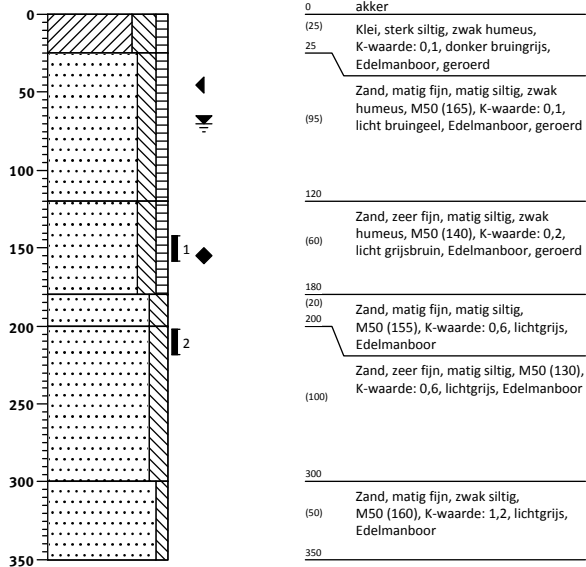 0
50
100
150
200
250
300
350
1
2
0 akker
(25) Klei, sterk siltig, zwak humeus,
25 K-waarde: 0,1, donker bruingrijs,
Edelmanboor, geroerd
Zand, matig fijn, matig siltig, zwak
humeus, M50 (165), K-waarde: 0,1,
(95) licht bruingeel, Edelmanboor, geroerd
120
Zand, zeer fijn, matig siltig, zwak
(60) humeus, M50 (140), K-waarde: 0,2,
licht grijsbruin, Edelmanboor, geroerd
180
(20) Zand, matig fijn, matig siltig,
200 M50 (155), K-waarde: 0,6, lichtgrijs,
Edelmanboor
Zand, zeer fijn, matig siltig, M50 (130),
(100) K-waarde: 0,6, lichtgrijs, Edelmanboor
300
Zand, matig fijn, zwak siltig,
(50) M50 (160), K-waarde: 1,2, lichtgrijs,
Edelmanboor
350